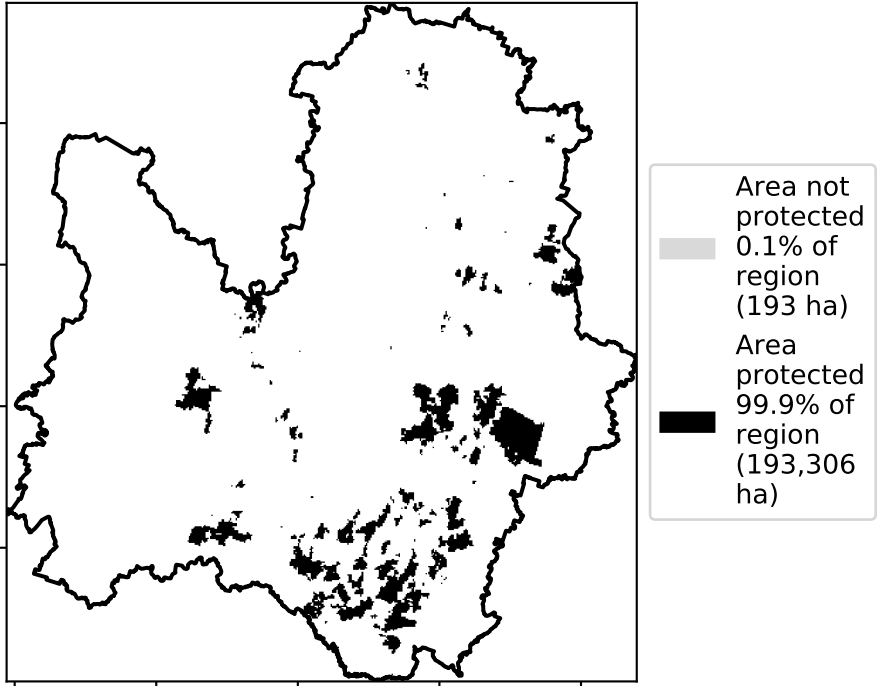 Area not
protected
0.1% of
region
(193 ha)
Area
protected
99.9% of
region
(193,306
ha)